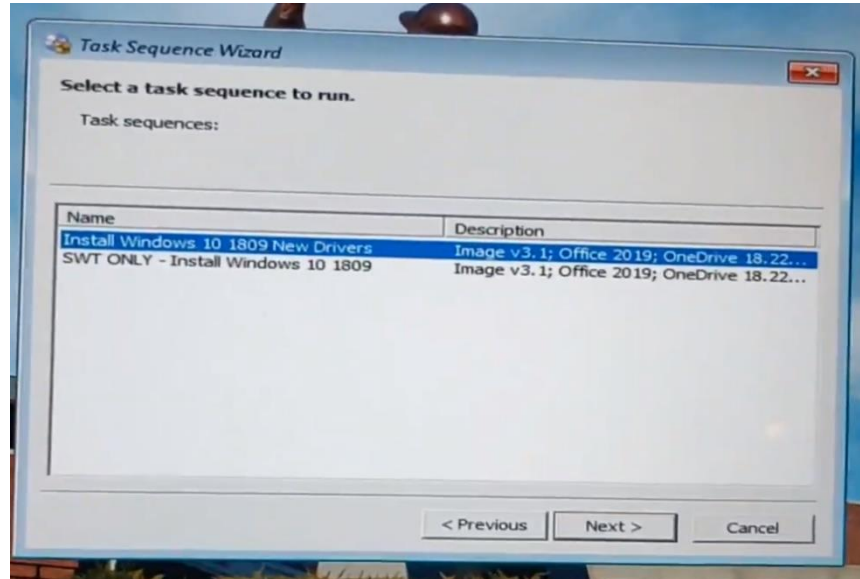 Task Sequence Wizard
Select a task sequence to run.
Task sequences:
Name Description
Install Windows 10 1809 New Drivers Image v3.1; Office 2019; OneDrive 18.22...
SWT ONLY - Install Windows 10 1809 Image v3.1; Office 2019; OneDrive 18.22...
< Previous Next > Cancel